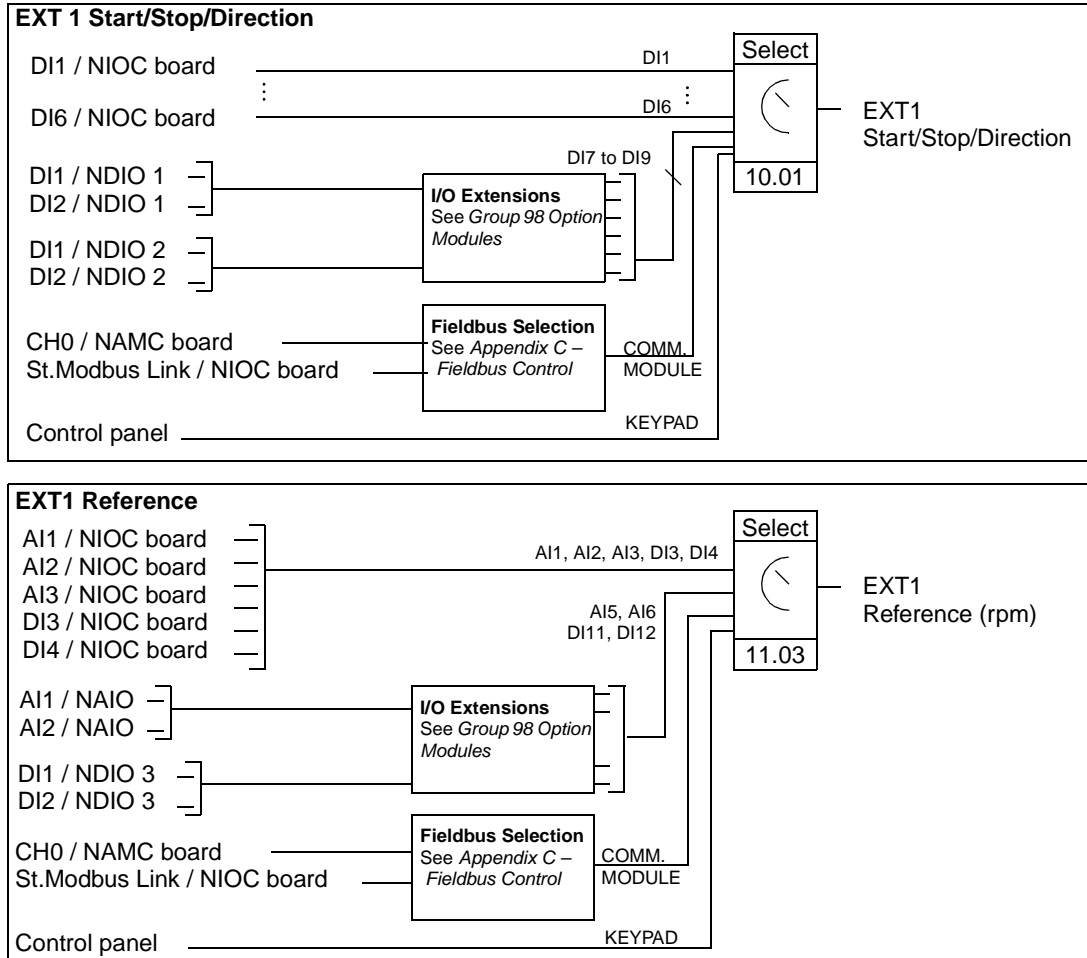 EXT 1 Start/Stop/Direction
DI1 / NIOC board
DI1
Select
DI6 / NIOC board
DI6
EXT1
Start/Stop/Direction
10.01
DI7 to DI9
DI1 / NDIO 1
DI2 / NDIO 1
DI1 / NDIO 2
DI2 / NDIO 2
I/O Extensions
See Group 98 Option
Modules
CH0 / NAMC board
St.Modbus Link / NIOC board
Fieldbus Selection
See Appendix C –
Fieldbus Control
COMM.
MODULE
Control panel
KEYPAD
EXT1 Reference
AI1 / NIOC board
AI2 / NIOC board
AI3 / NIOC board
DI3 / NIOC board
DI4 / NIOC board
AI1, AI2, AI3, DI3, DI4
Select
EXT1
Reference (rpm)
11.03
AI5, AI6
DI11, DI12
AI1 / NAIO
AI2 / NAIO
DI1 / NDIO 3
DI2 / NDIO 3
I/O Extensions
See Group 98 Option
Modules
CH0 / NAMC board
St.Modbus Link / NIOC board
Fieldbus Selection
See Appendix C –
Fieldbus Control
COMM.
MODULE
Control panel
KEYPAD